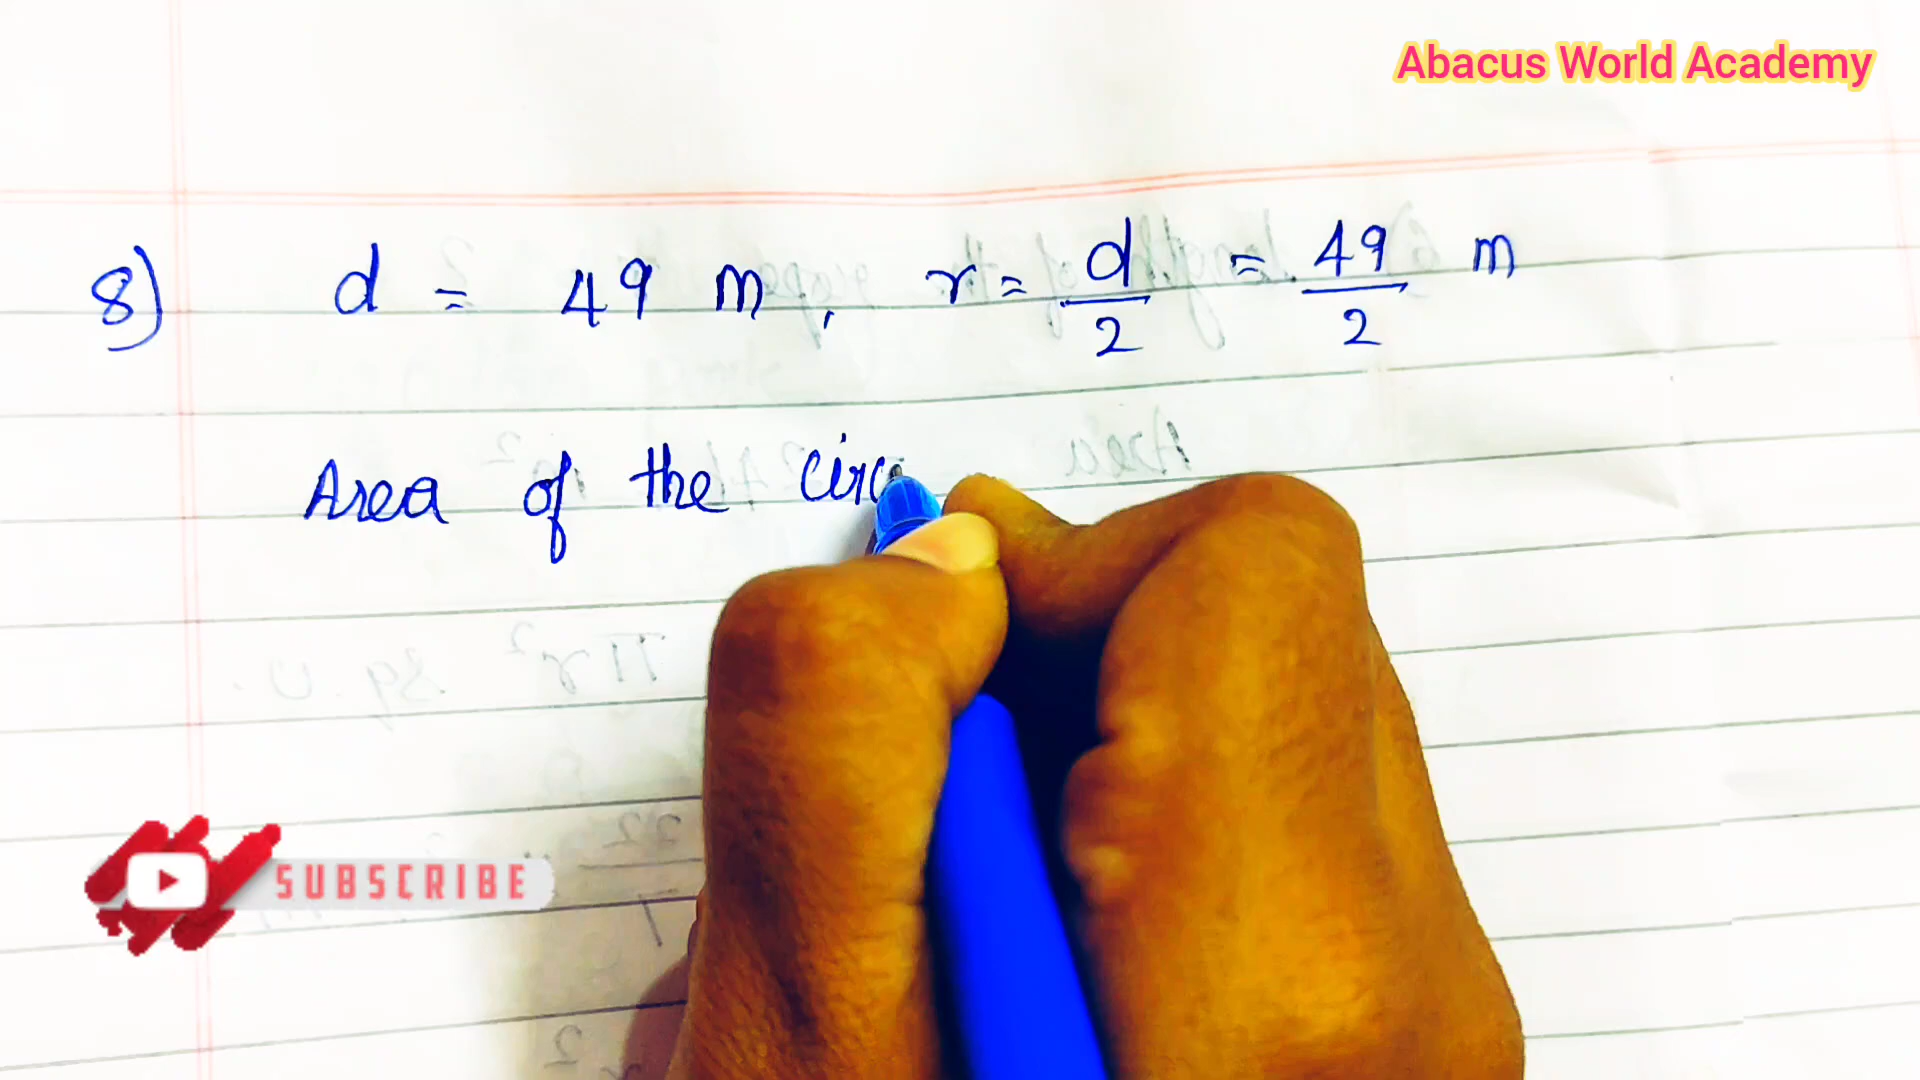 Abacus World Academy
8) d = 49 m, r = d/2 = 49/2 m
Area of the circ
SUBSCRIBE